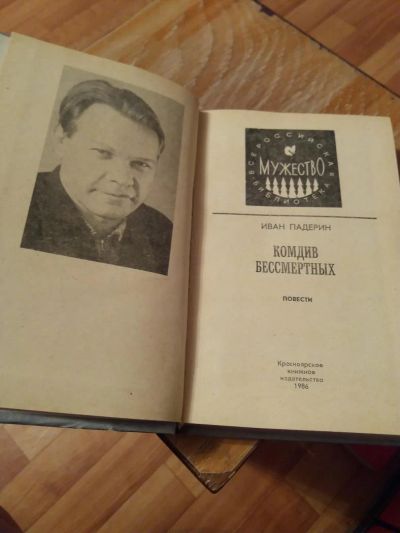 ВСЕРОССИЙСКАЯ
МУЖЕСТВО
БИБЛИОТЕКА
ИВАН ПАДЕРИН
КОМДИВ
БЕССМЕРТНЫХ
ПОВЕСТИ
Красноярское
книжное
издательство
1986